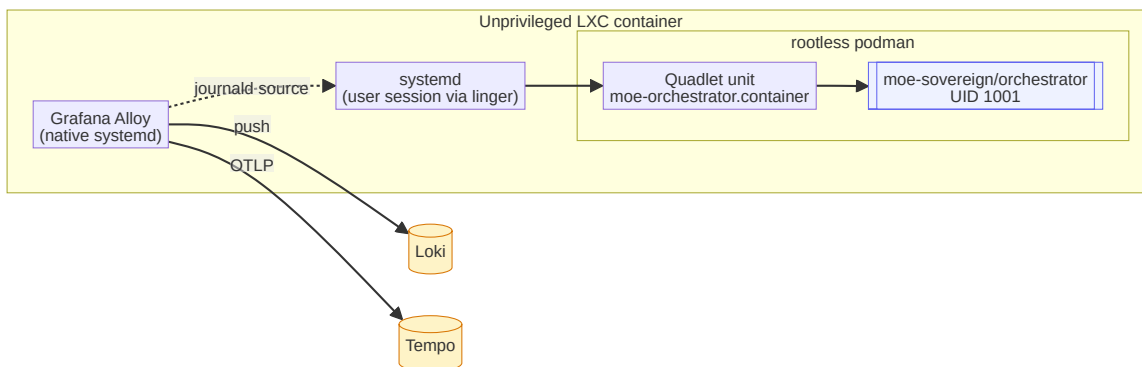 Unprivileged LXC container
rootless podman
journald source
systemd
(user session via linger)
Quadlet unit
moe-orchestrator.container
moe-sovereign/orchestrator
UID 1001
Grafana Alloy
(native systemd)
push
OTLP
Loki
Tempo